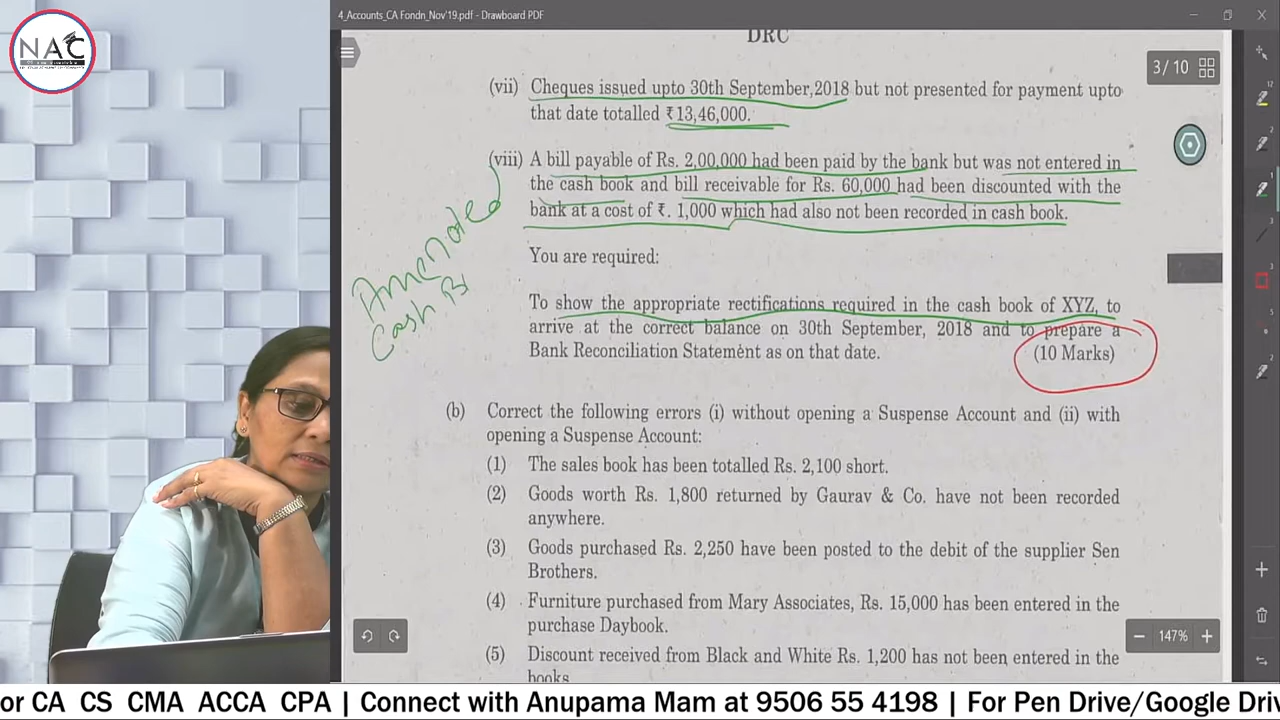 4_Accounts_CA Fondn_Nov'19.pdf - Drawboard PDF
NAC
DRC
3/10
(vii) Cheques issued upto 30th September,2018 but not presented for payment upto
that date totalled ₹13,46,000.
(viii) A bill payable of Rs. 2,00,000 had been paid by the bank but was not entered in
the cash book and bill receivable for Rs. 60,000 had been discounted with the
bank at a cost of ₹. 1,000 which had also not been recorded in cash book.
You are required:
Cash B
To show the appropriate rectifications required in the cash book of XYZ, to
arrive at the correct balance on 30th September, 2018 and to prepare a
Bank Reconciliation Statement as on that date. (10 Marks)
(b) Correct the following errors (i) without opening a Suspense Account and (ii) with
opening a Suspense Account:
(1) The sales book has been totalled Rs. 2,100 short.
(2) Goods worth Rs. 1,800 returned by Gaurav & Co. have not been recorded
anywhere.
(3) Goods purchased Rs. 2,250 have been posted to the debit of the supplier Sen
Brothers.
(4) Furniture purchased from Mary Associates, Rs. 15,000 has been entered in the
purchase Daybook.
(5) Discount received from Black and White Rs. 1,200 has not been entered in the
books
147%
or CA CS CMA ACCA CPA | Connect with Anupama Mam at 9506 55 4198 | For Pen Drive/Google Driv